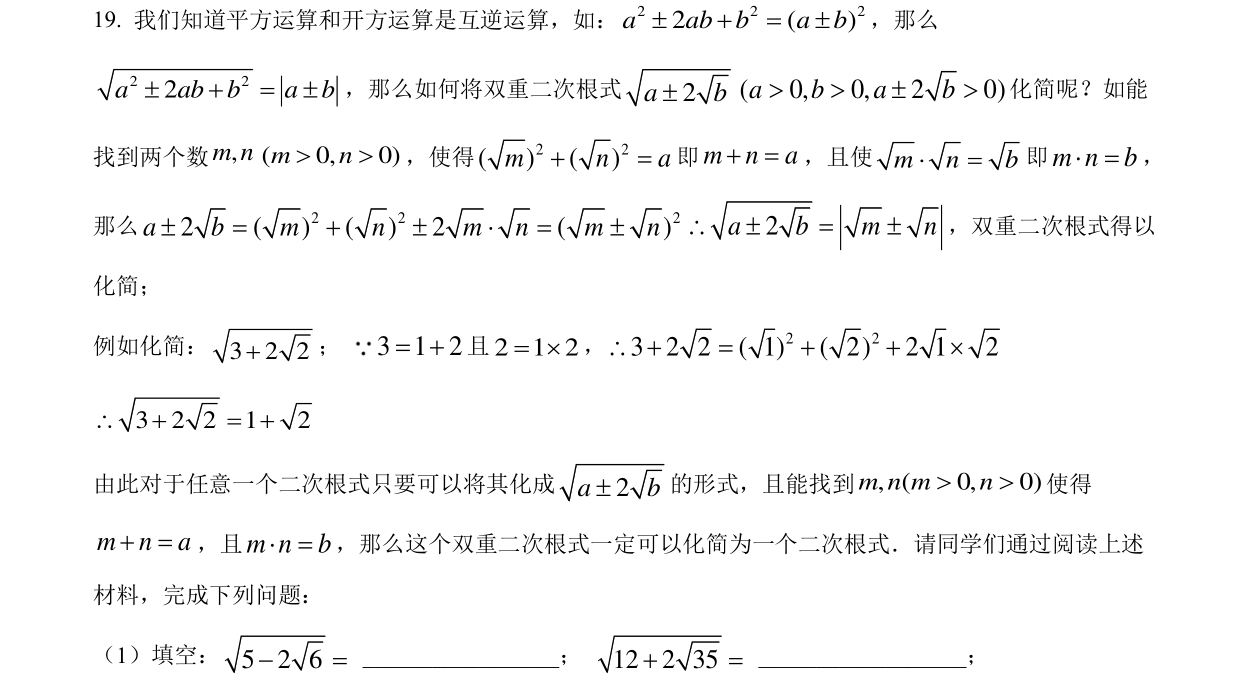 19. 我们知道平方运算和开方运算是互逆运算，如：a² ± 2ab + b² = (a ± b)²，那么
√(a² ± 2ab + b²) = |a ± b|，那么如何将双重二次根式√(a ± 2√b) (a > 0, b > 0, a ± 2√b > 0)化简呢？如能
找到两个数m, n (m > 0, n > 0)，使得(√m)² + (√n)² = a即m + n = a，且使√m · √n = √b即m · n = b，
那么a ± 2√b = (√m)² + (√n)² ± 2√m · √n = (√m ± √n)² ∴√(a ± 2√b) = |√m ± √n|，双重二次根式得以
化简；
例如化简：√(3 + 2√2)； ∵3 = 1 + 2且2 = 1 × 2，∴3 + 2√2 = (√1)² + (√2)² + 2√1 × √2
∴√(3 + 2√2) = 1 + √2
由此对于任意一个二次根式只要可以将其化成√(a ± 2√b)的形式，且能找到m, n(m > 0, n > 0)使得
m + n = a，且m · n = b，那么这个双重二次根式一定可以化简为一个二次根式．请同学们通过阅读上述
材料，完成下列问题：
（1）填空：√(5 − 2√6) = ________________； √(12 + 2√35) = _________________；